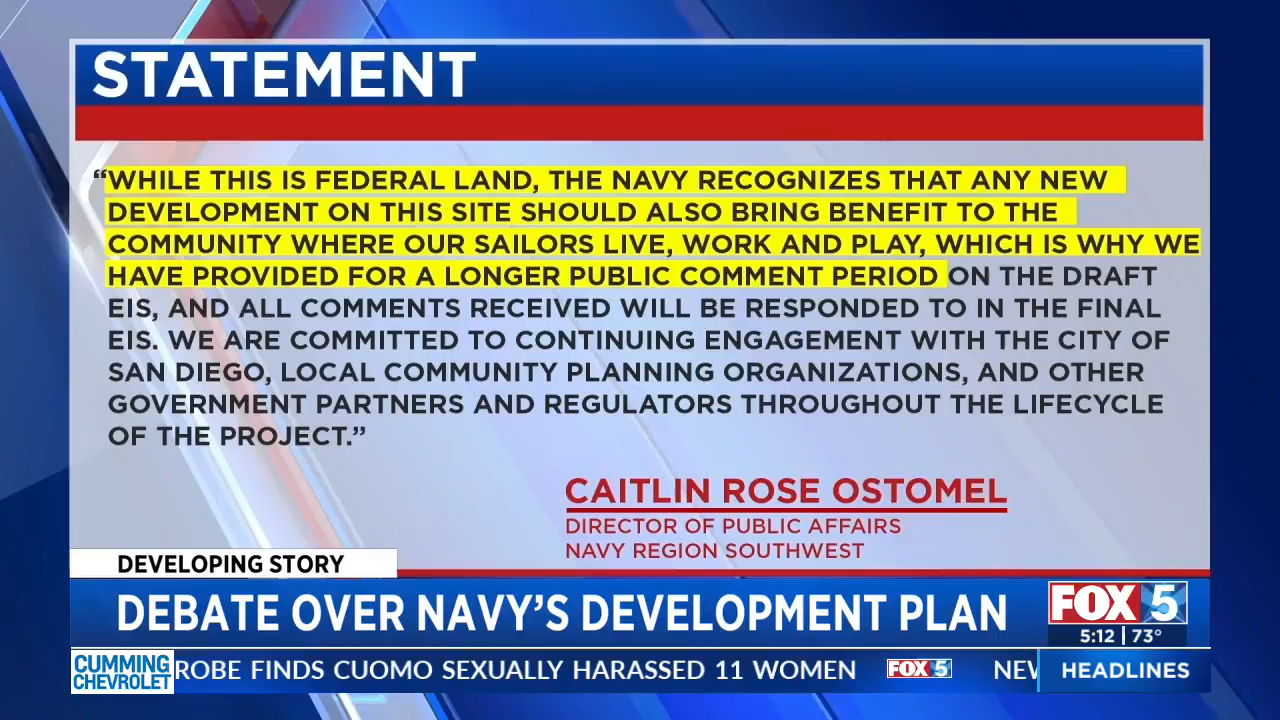 STATEMENT
“WHILE THIS IS FEDERAL LAND, THE NAVY RECOGNIZES THAT ANY NEW
DEVELOPMENT ON THIS SITE SHOULD ALSO BRING BENEFIT TO THE
COMMUNITY WHERE OUR SAILORS LIVE, WORK AND PLAY, WHICH IS WHY WE
HAVE PROVIDED FOR A LONGER PUBLIC COMMENT PERIOD ON THE DRAFT
EIS, AND ALL COMMENTS RECEIVED WILL BE RESPONDED TO IN THE FINAL
EIS. WE ARE COMMITTED TO CONTINUING ENGAGEMENT WITH THE CITY OF
SAN DIEGO, LOCAL COMMUNITY PLANNING ORGANIZATIONS, AND OTHER
GOVERNMENT PARTNERS AND REGULATORS THROUGHOUT THE LIFECYCLE
OF THE PROJECT.”
CAITLIN ROSE OSTOMEL
DIRECTOR OF PUBLIC AFFAIRS
NAVY REGION SOUTHWEST
DEVELOPING STORY
DEBATE OVER NAVY’S DEVELOPMENT PLAN
FOX 5
5:12 | 73°
CUMMING
CHEVROLET
ROBE FINDS CUOMO SEXUALLY HARASSED 11 WOMEN FOX 5 NEW
HEADLINES